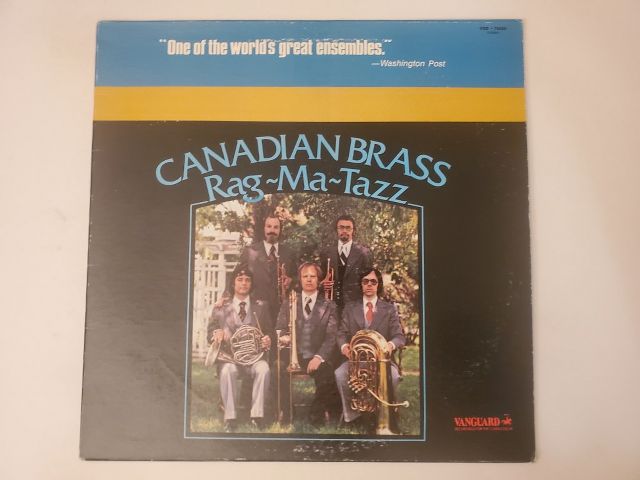 "One of the world's great ensembles."
—Washington Post
CANADIAN BRASS
Rag~Ma~Tazz
VANGUARD